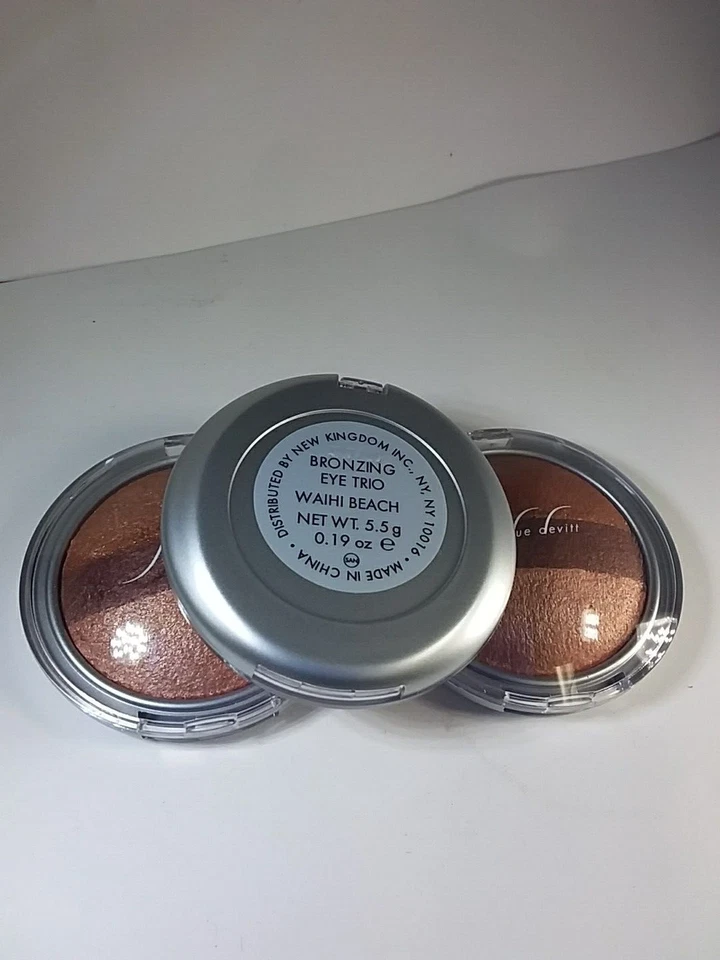 DISTRIBUTED BY NEW KINGDOM INC., NY, NY 10016 • MADE IN CHINA •
BRONZING
EYE TRIO
WAIHI BEACH
NET WT. 5.5g
0.19 oz e
SAN
ue devitt